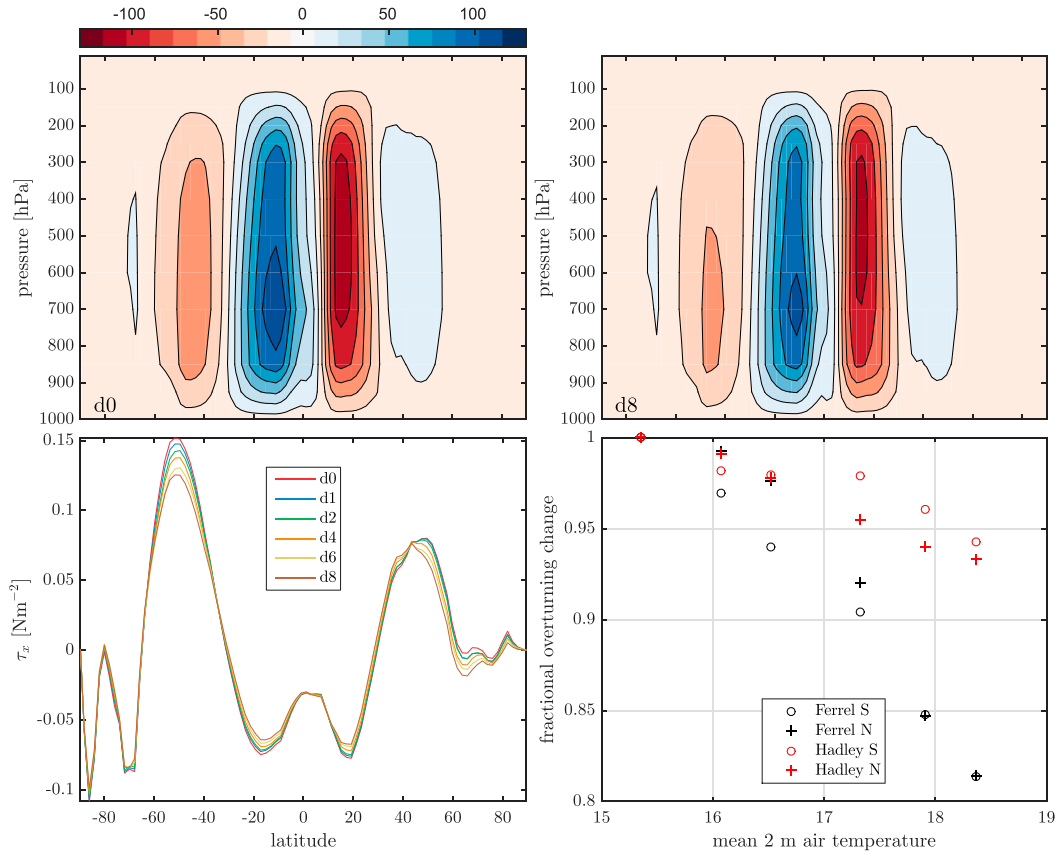 -100 -50 0 50 100
100
200
300
400
500
600
700
800
900
1000
pressure [hPa]
d0
100
200
300
400
500
600
700
800
900
1000
pressure [hPa]
d8
0.15
0.1
0.05
0
-0.05
-0.1
τx [Nm−2]
d0
d1
d2
d4
d6
d8
-80 -60 -40 -20 0 20 40 60 80
latitude
1
0.95
0.9
0.85
0.8
fractional overturning change
Ferrel S
Ferrel N
Hadley S
Hadley N
15 16 17 18 19
mean 2 m air temperature